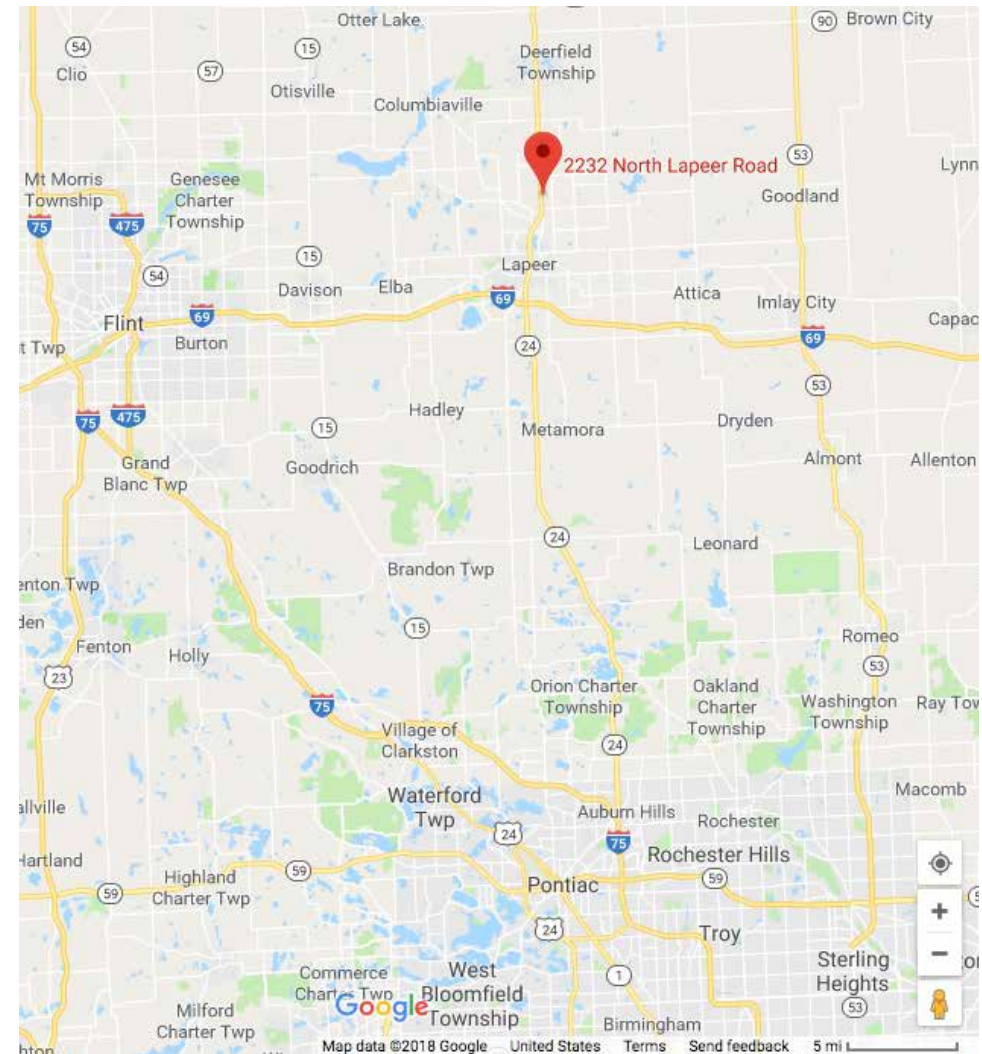 Otter Lake
90
Brown City
54
15
Clio
57
Deerfield
Township
Otisville
Columbiaville
2232 North Lapeer Road
53
Lynn
Mt Morris
Township
Genesee
Charter
Township
Goodland
75
475
15
54
Lapeer
Davison
Elba
69
Attica
Imlay City
69
Flint
Burton
Capac
t Twp
24
69
53
Hadley
75
475
15
Metamora
Dryden
Grand
Blanc Twp
Goodrich
Almont
Allenton
24
Leonard
Brandon Twp
enton Twp
den
15
Fenton
Holly
Romeo
23
53
75
Orion Charter
Township
Oakland
Charter
Township
Washington
Township
Ray Tow
Village of
Clarkston
24
allville
Waterford
Twp
Macomb
Auburn Hills
Rochester
24
75
Hartland
Rochester Hills
59
Highland
Charter Twp
59
Pontiac
59
24
Troy
Sterling
Heights
Commerce
Charter Twp
West
Bloomfield
Township
1
53
Milford
Charter Twp
Google
Birmingham
Map data ©2018 Google United States Terms Send feedback 5 mi